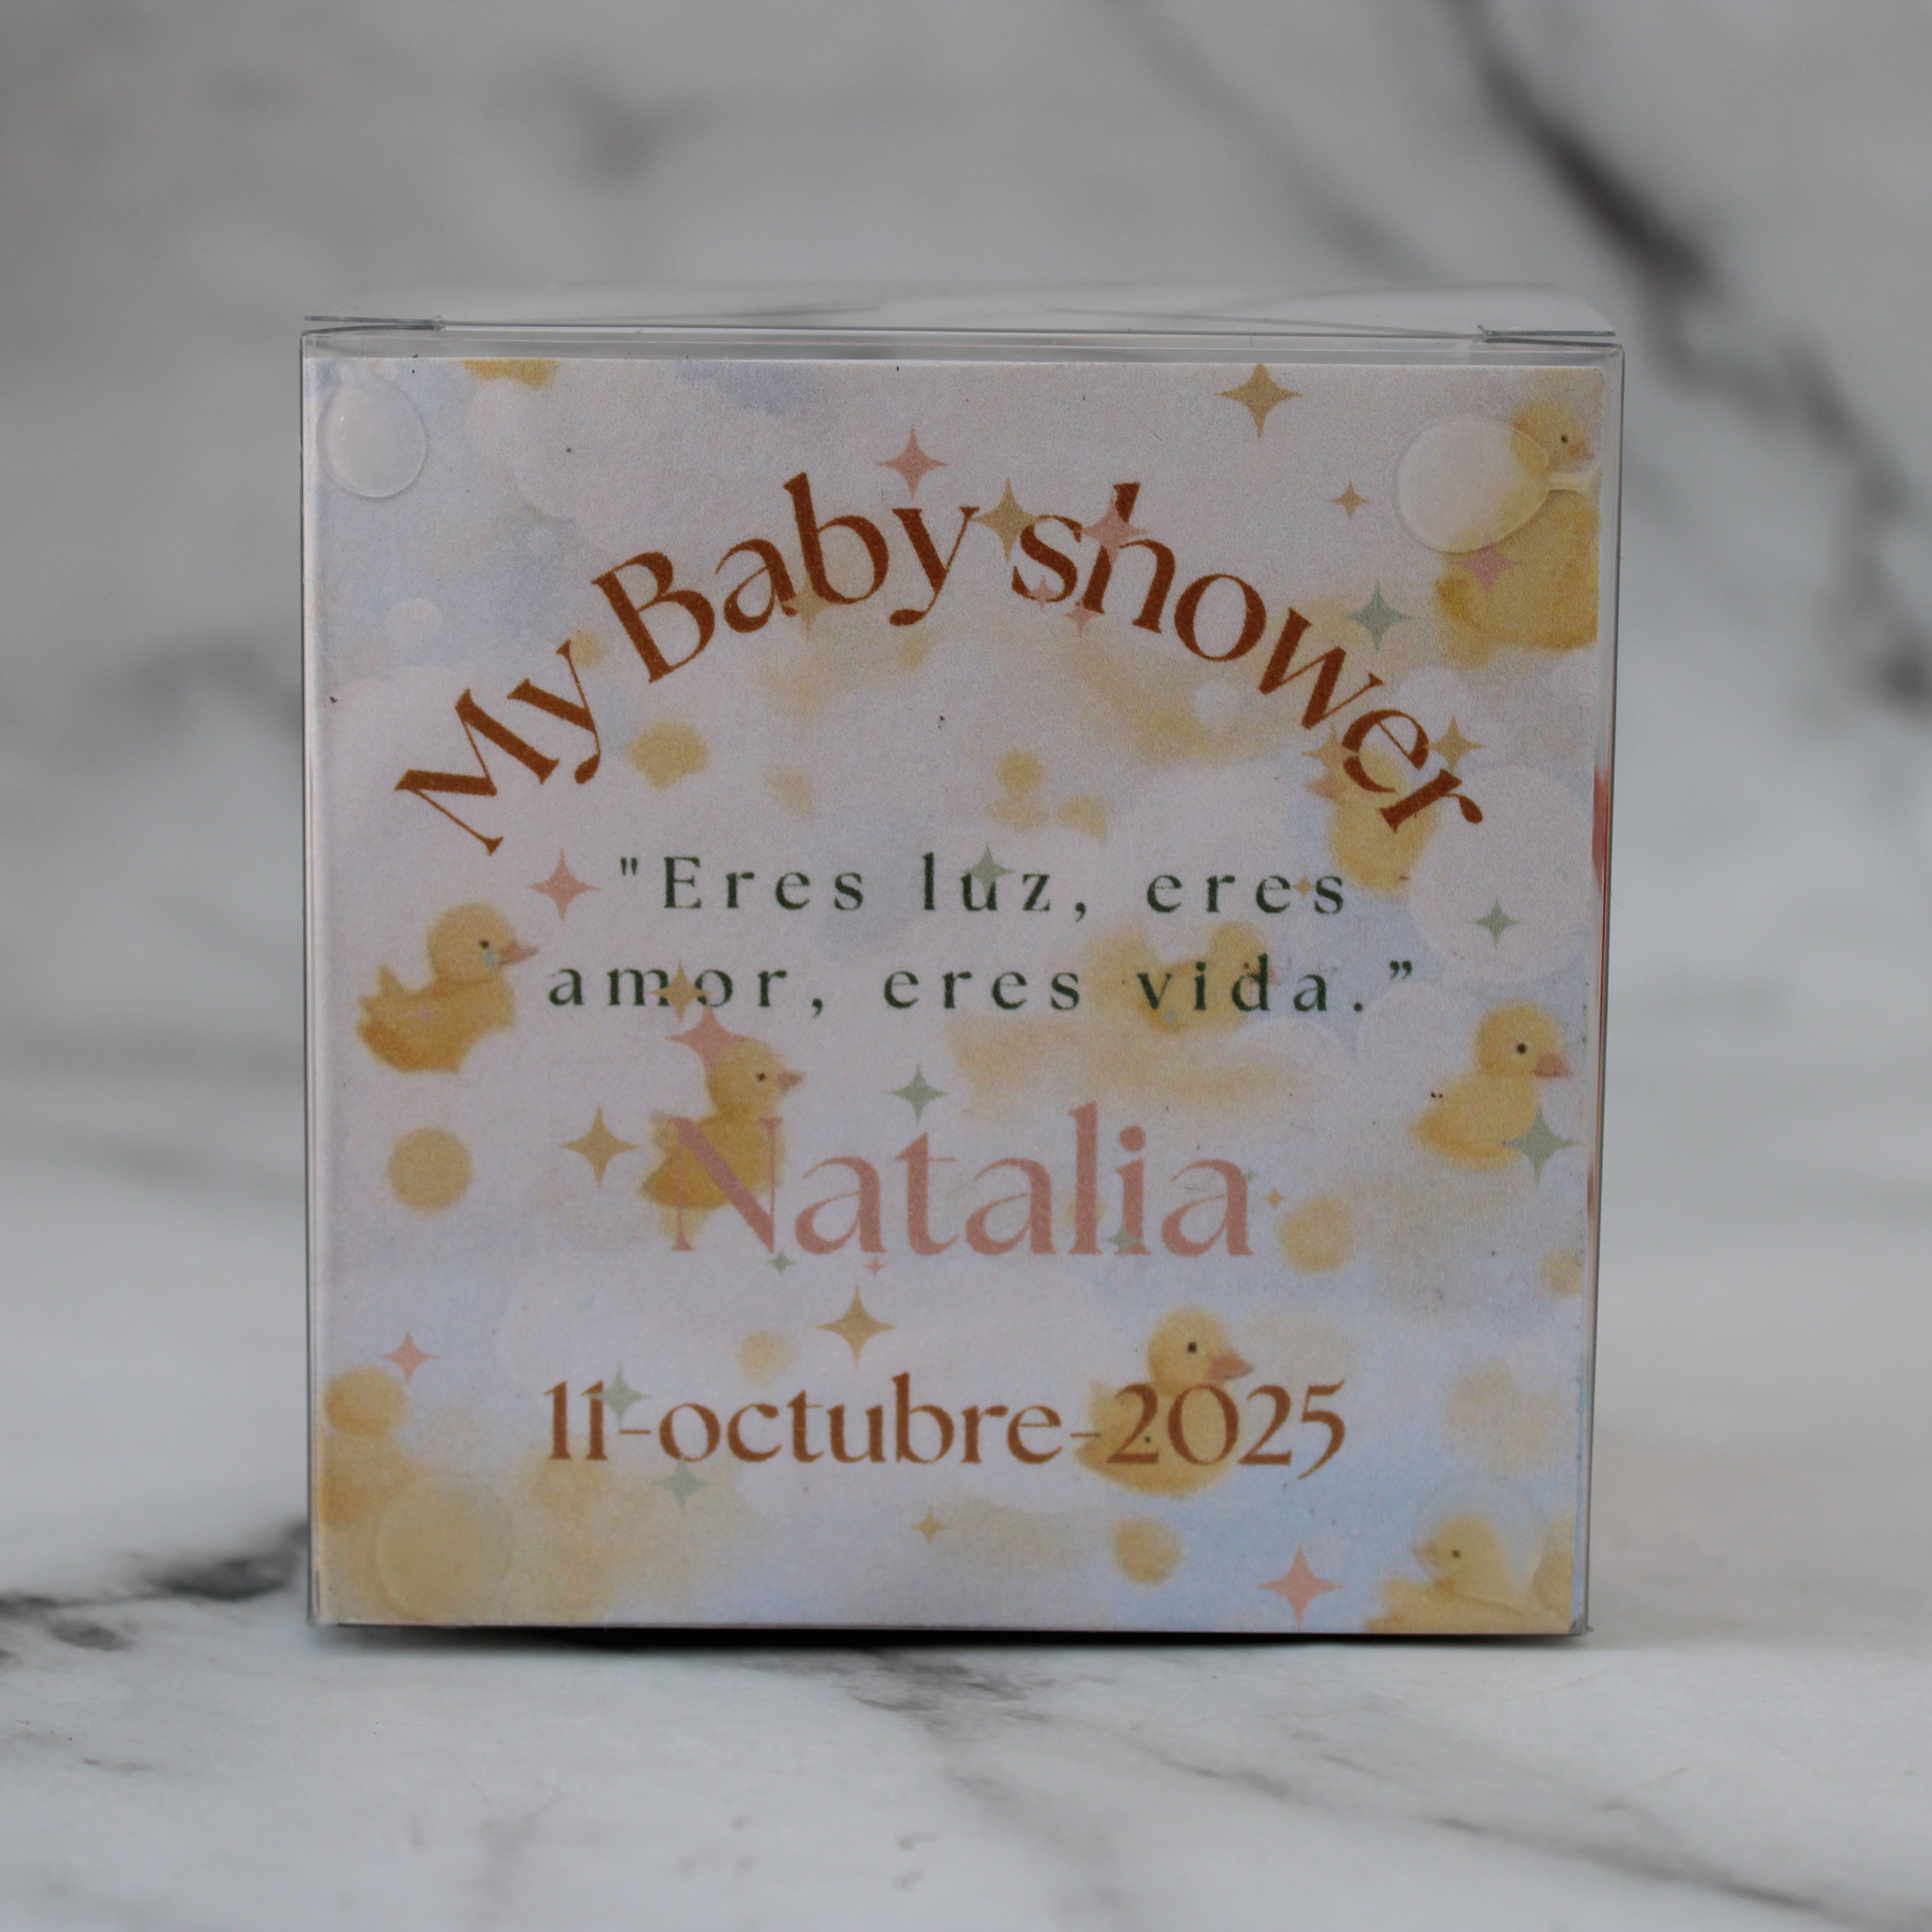 My Baby shower
"Eres luz, eres
amor, eres vida.”
Natalia
11-octubre-2025